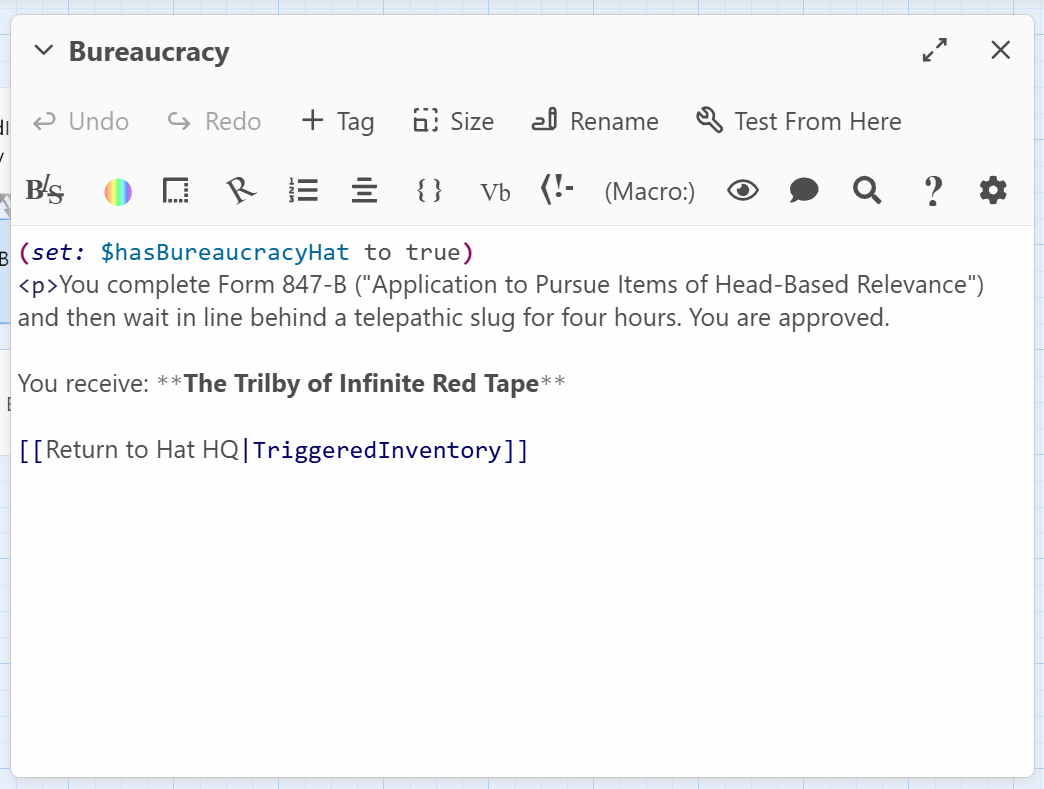 Bureaucracy
Undo Redo + Tag Size Rename Test From Here
BIS { } Vb (!- (Macro:) ?
(set: $hasBureaucracyHat to true)
<p>You complete Form 847-B ("Application to Pursue Items of Head-Based Relevance")
and then wait in line behind a telepathic slug for four hours. You are approved.
You receive: **The Trilby of Infinite Red Tape**
[[Return to Hat HQ|TriggeredInventory]]